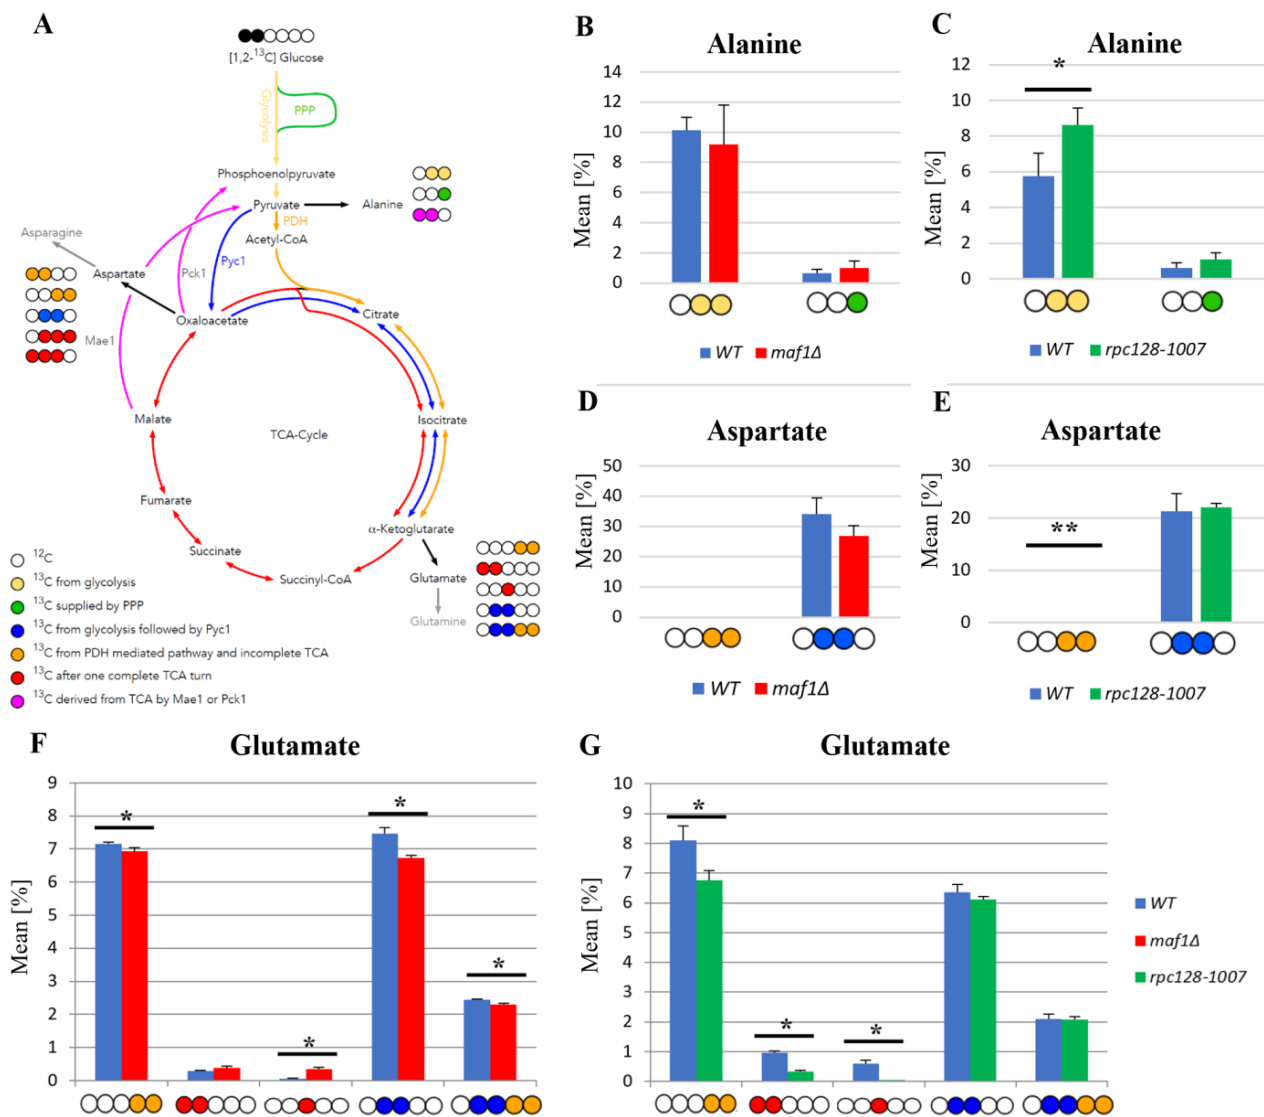 A
[1,2-¹³C] Glucose
Glycolysis
PPP
Phosphoenolpyruvate
Pyruvate
Alanine
PDH
Acetyl-CoA
Asparagine
Aspartate
Pck1
Pyc1
Oxaloacetate
Citrate
Mae1
Malate
Isocitrate
TCA-Cycle
Fumarate
α-Ketoglutarate
Succinate
Succinyl-CoA
Glutamate
Glutamine
¹²C
¹³C from glycolysis
¹³C supplied by PPP
¹³C from glycolysis followed by Pyc1
¹³C from PDH mediated pathway and incomplete TCA
¹³C after one complete TCA turn
¹³C derived from TCA by Mae1 or Pck1
B
Alanine
Mean [%]
14
12
10
8
6
4
2
0
WT maf1Δ
C
Alanine
Mean [%]
12
10
8
6
4
2
0
*
WT rpc128-1007
D
Aspartate
Mean [%]
50
40
30
20
10
0
WT maf1Δ
E
Aspartate
Mean [%]
30
20
10
0
**
WT rpc128-1007
F
Glutamate
Mean [%]
9
8
7
6
5
4
3
2
1
0
* * * *
G
Glutamate
Mean [%]
10
9
8
7
6
5
4
3
2
1
0
* * *
WT
maf1Δ
rpc128-1007